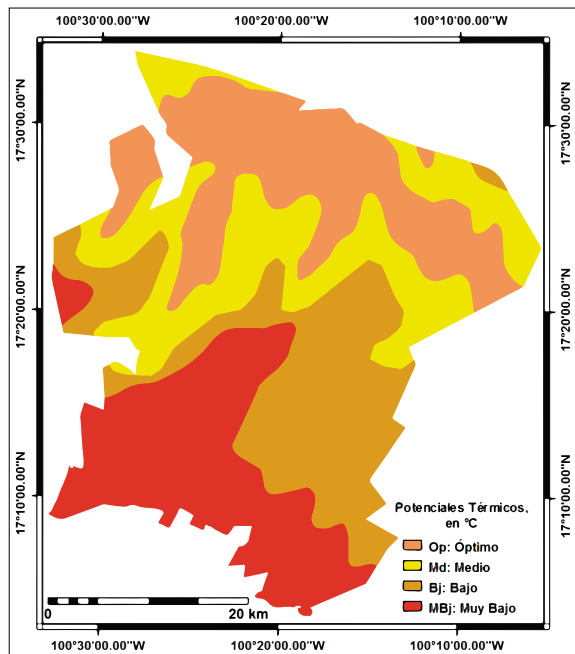 100°30'00.00"W 100°20'00.00"W 100°10'00.00"W
17°30'00.00"N 17°30'00.00"N
17°20'00.00"N 17°20'00.00"N
17°10'00.00"N 17°10'00.00"N
Potenciales Térmicos,
en °C
Op: Óptimo
Md: Medio
Bj: Bajo
MBj: Muy Bajo
0 20 km
100°30'00.00"W 100°20'00.00"W 100°10'00.00"W